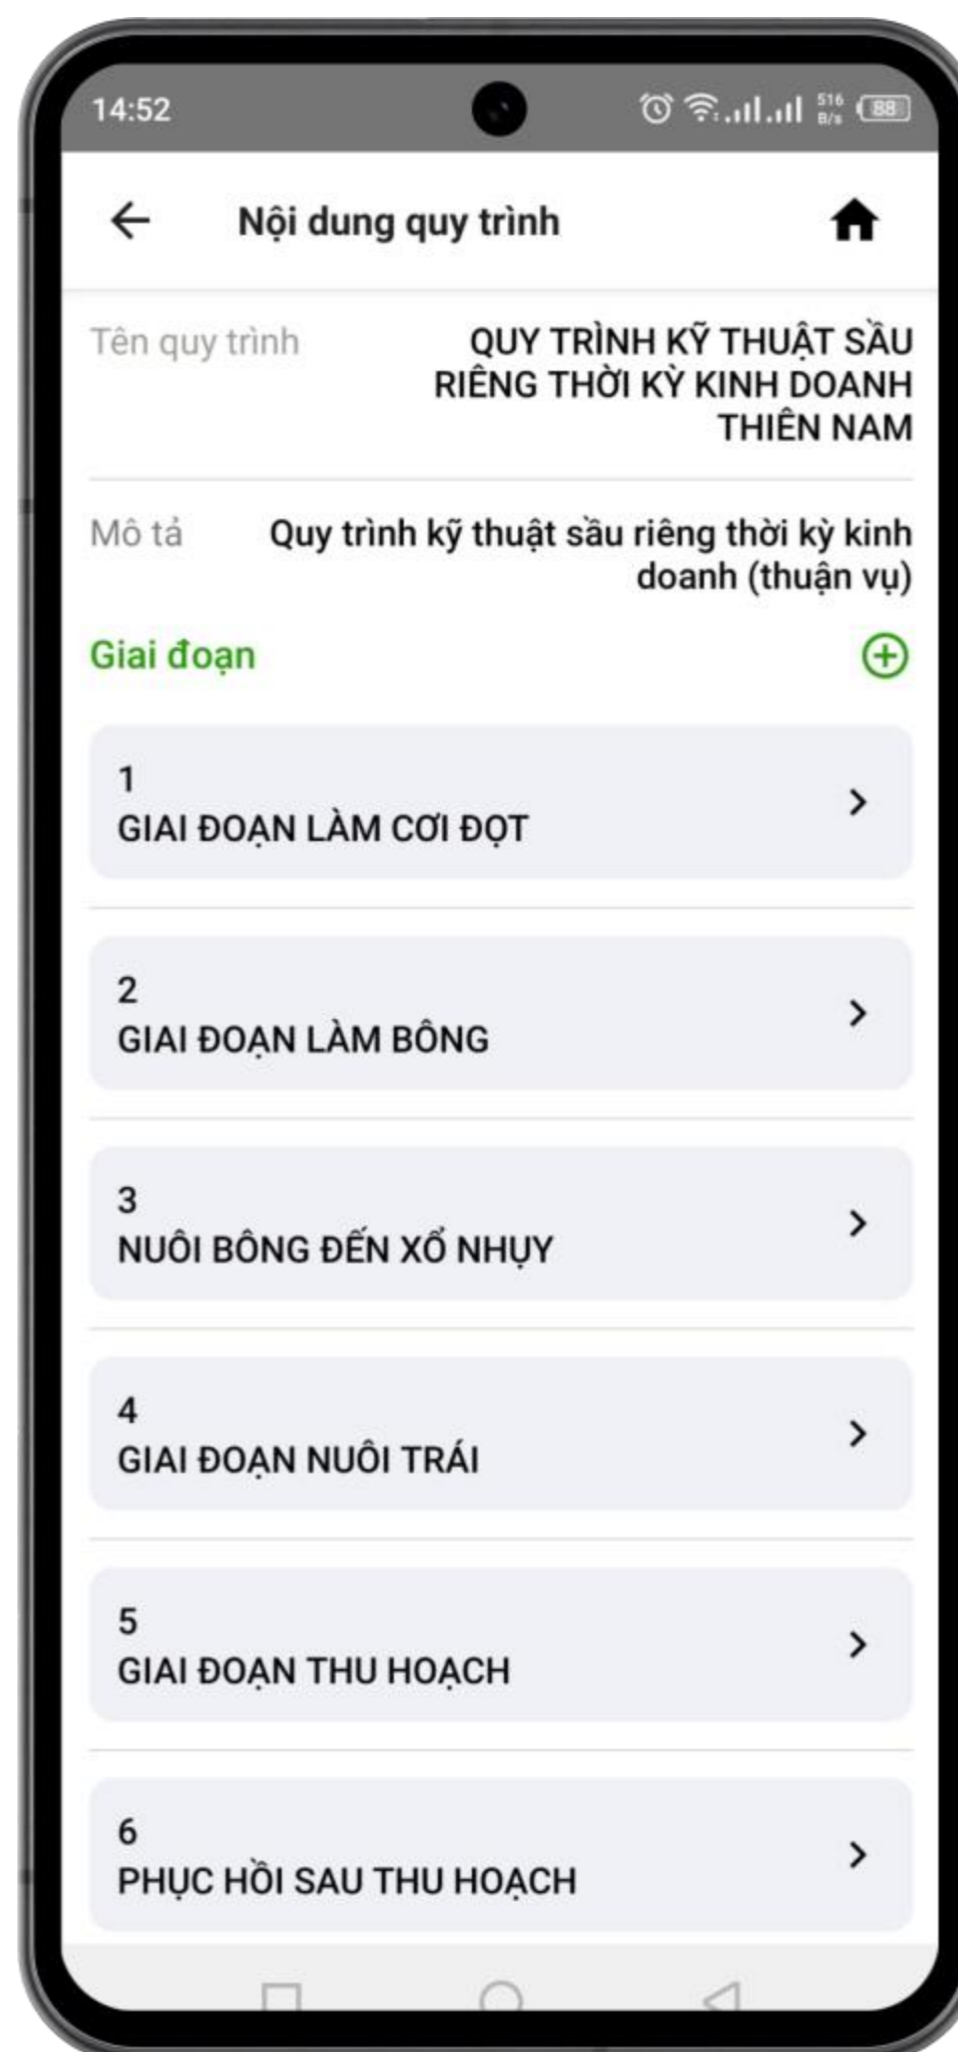 14:52
516
B/s
88
Nội dung quy trình
Tên quy trình
QUY TRÌNH KỸ THUẬT SẦU
RIÊNG THỜI KỲ KINH DOANH
THIÊN NAM
Mô tả
Quy trình kỹ thuật sầu riêng thời kỳ kinh
doanh (thuận vụ)
Giai đoạn
1
GIAI ĐOẠN LÀM CƠI ĐỌT
2
GIAI ĐOẠN LÀM BÔNG
3
NUÔI BÔNG ĐẾN XỔ NHỤY
4
GIAI ĐOẠN NUÔI TRÁI
5
GIAI ĐOẠN THU HOẠCH
6
PHỤC HỒI SAU THU HOẠCH